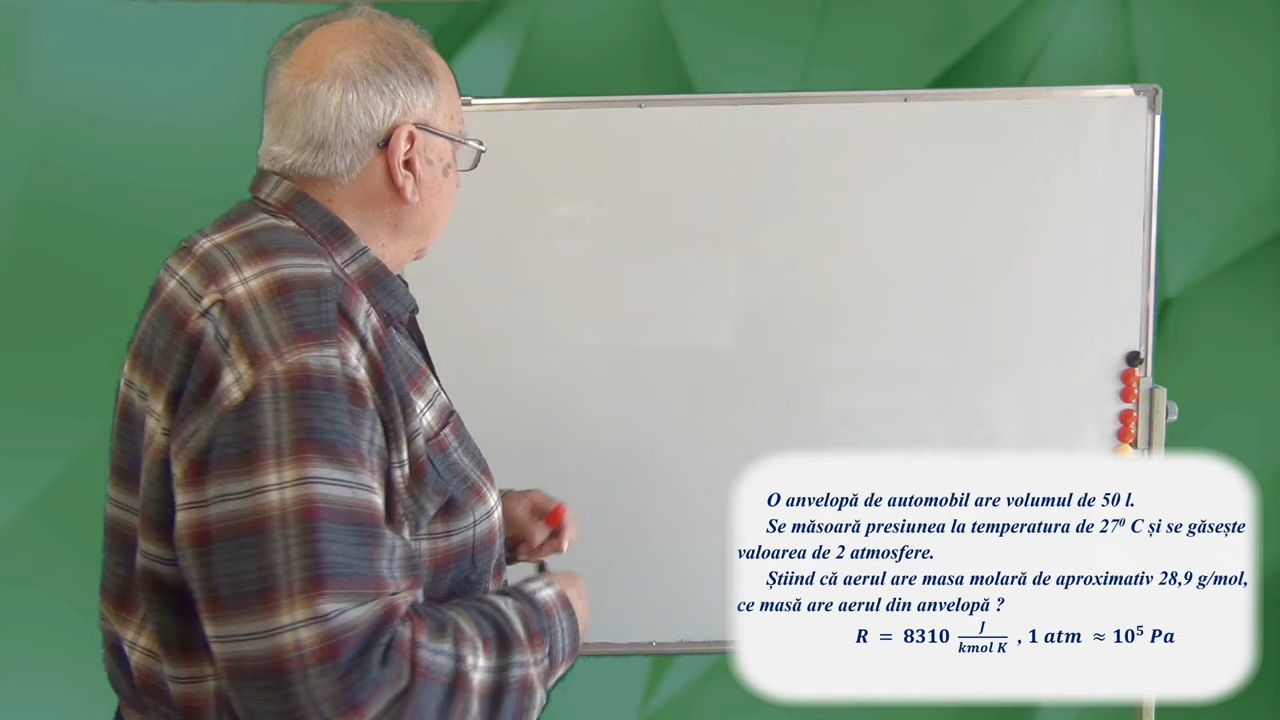 O anvelopă de automobil are volumul de 50 l.
Se măsoară presiunea la temperatura de 27⁰ C și se găsește
valoarea de 2 atmosfere.
Știind că aerul are masa molară de aproximativ 28,9 g/mol,
ce masă are aerul din anvelopă ?
R = 8310 J/kmol K , 1 atm ≈ 10⁵ Pa